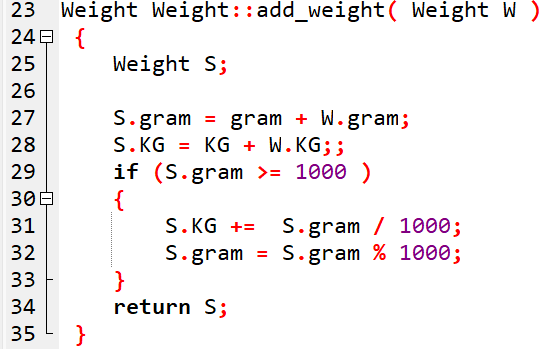 23 Weight Weight::add_weight( Weight W )
24 {
25 Weight S;
26
27 S.gram = gram + W.gram;
28 S.KG = KG + W.KG;;
29 if (S.gram >= 1000 )
30 {
31 S.KG += S.gram / 1000;
32 S.gram = S.gram % 1000;
33 }
34 return S;
35 }